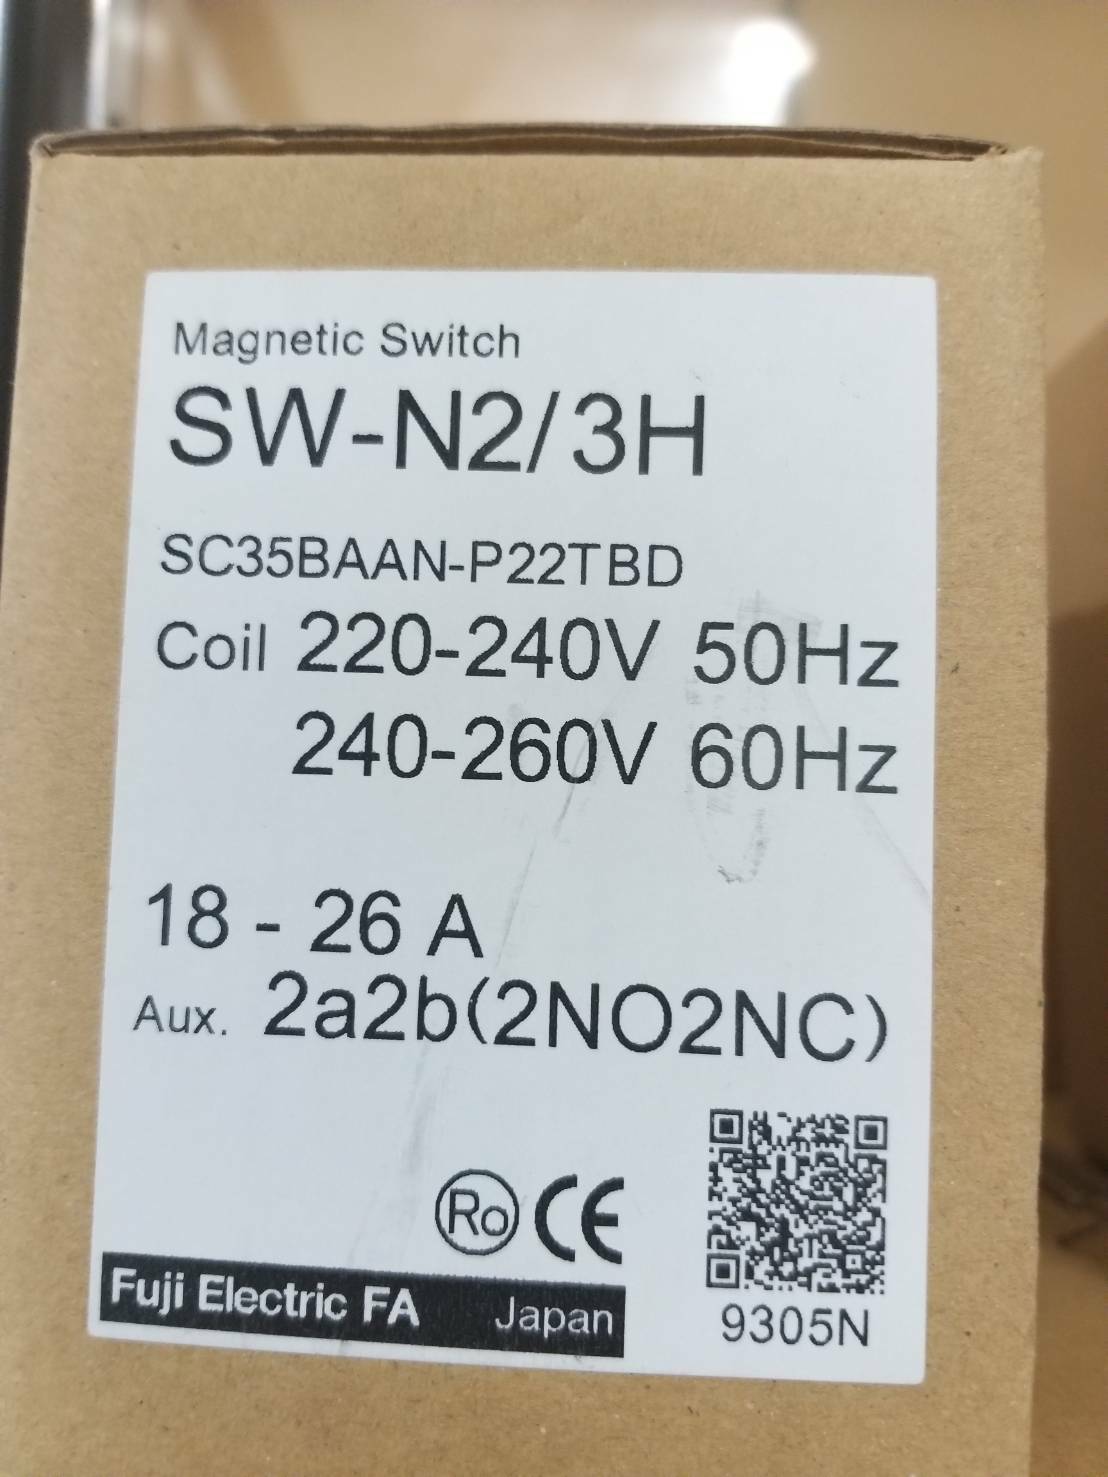 Magnetic Switch
SW-N2/3H
SC35BAAN-P22TBD
Coil 220-240V 50Hz
240-260V 60Hz
18 - 26 A
Aux. 2a2b(2NO2NC)
Ro CE
Fuji Electric FA Japan
9305N